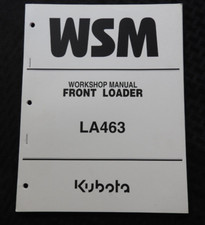 WSM
WORKSHOP MANUAL
FRONT LOADER
LA463
Kubota